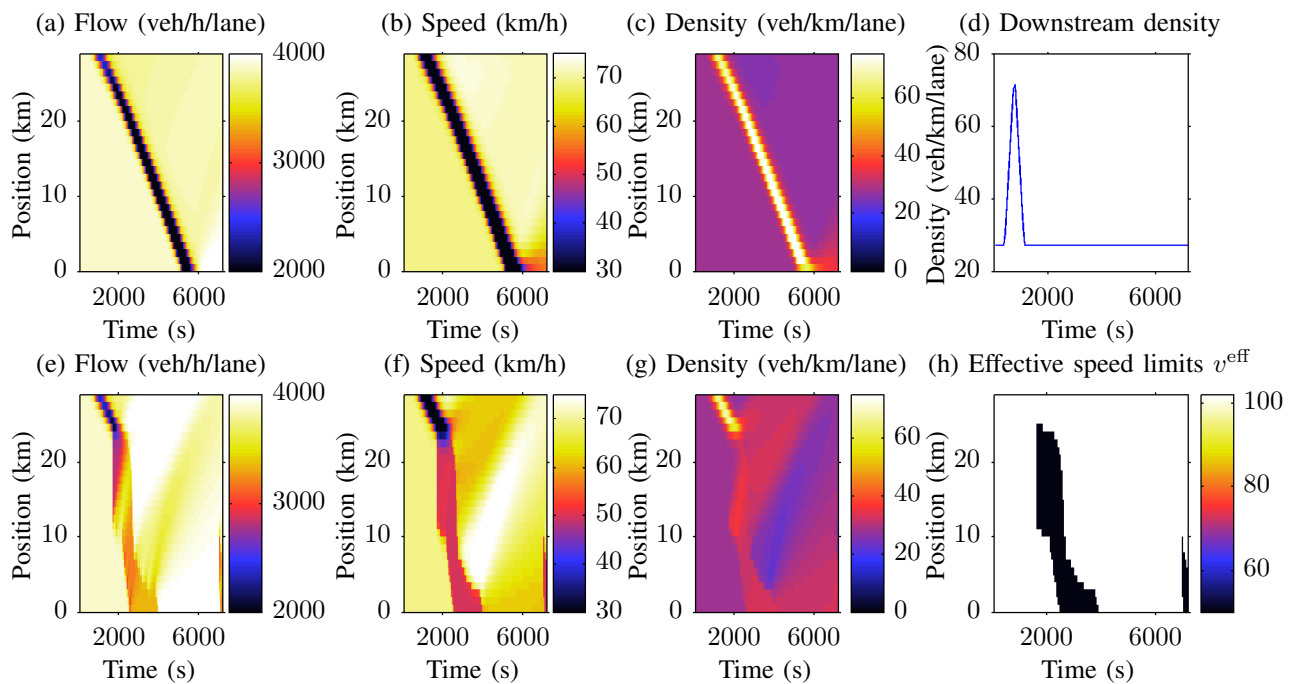 (a) Flow (veh/h/lane)
(b) Speed (km/h)
(c) Density (veh/km/lane)
(d) Downstream density
Position (km)
20
10
0
2000 6000
Time (s)
4000
3000
2000
Position (km)
20
10
0
2000 6000
Time (s)
70
60
50
40
30
Position (km)
20
10
0
2000 6000
Time (s)
60
40
20
0
Density (veh/km/lane)
80
60
40
20
2000 6000
Time (s)
(e) Flow (veh/h/lane)
(f) Speed (km/h)
(g) Density (veh/km/lane)
(h) Effective speed limits v^eff
Position (km)
20
10
0
2000 6000
Time (s)
4000
3000
2000
Position (km)
20
10
0
2000 6000
Time (s)
70
60
50
40
30
Position (km)
20
10
0
2000 6000
Time (s)
60
40
20
0
Position (km)
20
10
0
2000 6000
Time (s)
100
80
60